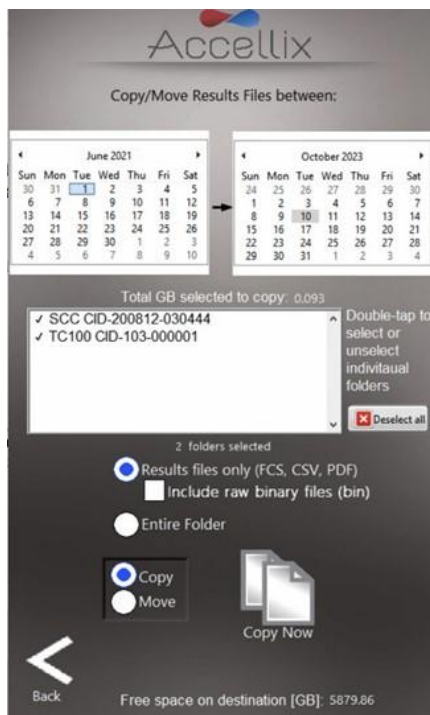 Accellix
Copy/Move Results Files between:
June 2021
Sun Mon Tue Wed Thu Fri Sat
30 31 1 2 3 4 5
6 7 8 9 10 11 12
13 14 15 16 17 18 19
20 21 22 23 24 25 26
27 28 29 30 1 2 3
4 5 6 7 8 9 10
October 2023
Sun Mon Tue Wed Thu Fri Sat
24 25 26 27 28 29 30
1 2 3 4 5 6 7
8 9 10 11 12 13 14
15 16 17 18 19 20 21
22 23 24 25 26 27 28
29 30 31 1 2 3 4
Total GB selected to copy: 0.093
✓ SCC CID-200812-030444
✓ TC100 CID-103-000001
Double-tap to
select or
unselect
indivitaual
folders
Deselect all
2 folders selected
Results files only (FCS, CSV, PDF)
Include raw binary files (bin)
Entire Folder
Copy
Move
Copy Now
Back
Free space on destination [GB]: 5879.86